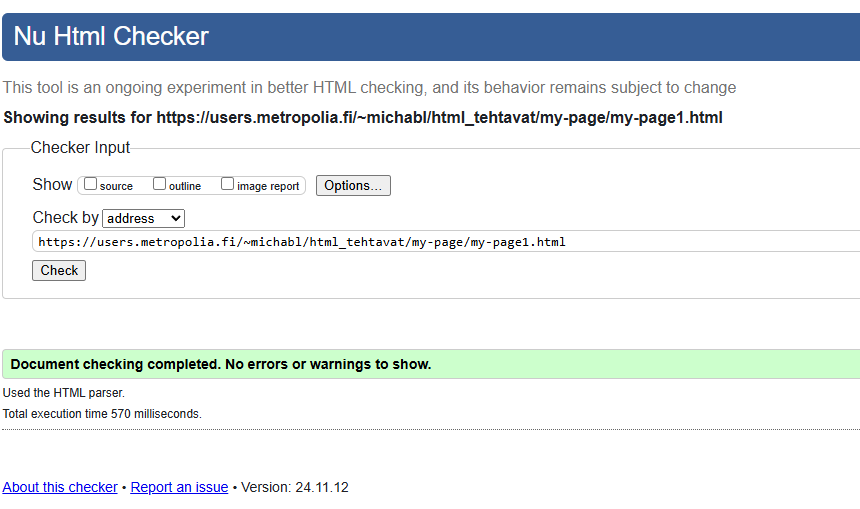 Nu Html Checker
This tool is an ongoing experiment in better HTML checking, and its behavior remains subject to change
Showing results for https://users.metropolia.fi/~michabl/html_tehtavat/my-page/my-page1.html
Checker Input
Show source outline image report Options...
Check by address
https://users.metropolia.fi/~michabl/html_tehtavat/my-page/my-page1.html
Check
Document checking completed. No errors or warnings to show.
Used the HTML parser.
Total execution time 570 milliseconds.
About this checker • Report an issue • Version: 24.11.12